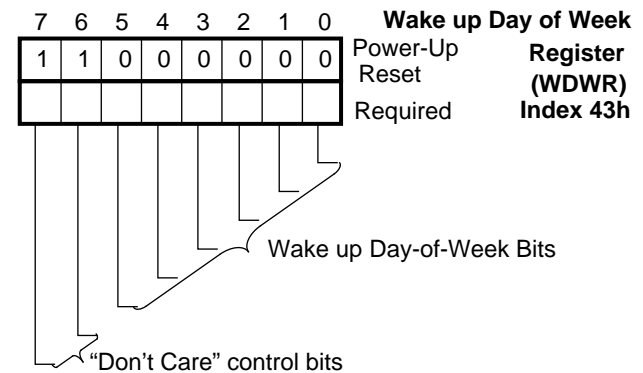 7 6 5 4 3 2 1 0 Wake up Day of Week
Power-Up Register
1 1 0 0 0 0 0 0 Reset (WDWR)
Required Index 43h
Wake up Day-of-Week Bits
“Don’t Care” control bits